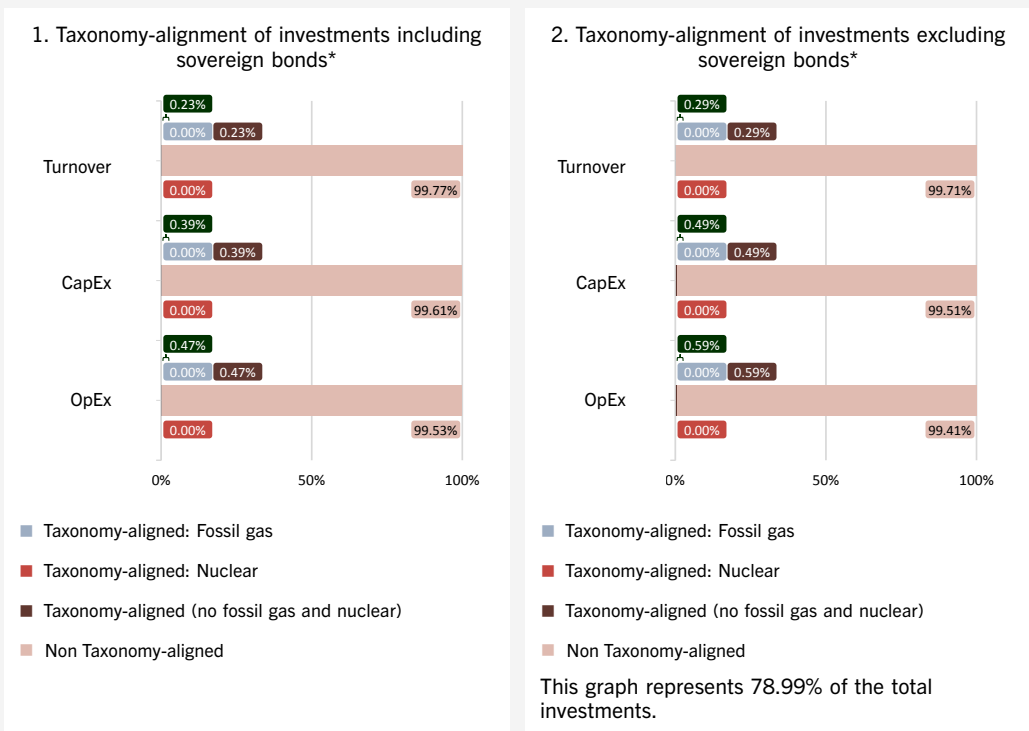 1. Taxonomy-alignment of investments including
sovereign bonds*
0.23%
0.00% 0.23%
Turnover
0.00% 99.77%
0.39%
0.00% 0.39%
CapEx
0.00% 99.61%
0.47%
0.00% 0.47%
OpEx
0.00% 99.53%
0% 50% 100%
Taxonomy-aligned: Fossil gas
Taxonomy-aligned: Nuclear
Taxonomy-aligned (no fossil gas and nuclear)
Non Taxonomy-aligned
2. Taxonomy-alignment of investments excluding
sovereign bonds*
0.29%
0.00% 0.29%
Turnover
0.00% 99.71%
0.49%
0.00% 0.49%
CapEx
0.00% 99.51%
0.59%
0.00% 0.59%
OpEx
0.00% 99.41%
0% 50% 100%
Taxonomy-aligned: Fossil gas
Taxonomy-aligned: Nuclear
Taxonomy-aligned (no fossil gas and nuclear)
Non Taxonomy-aligned
This graph represents 78.99% of the total
investments.